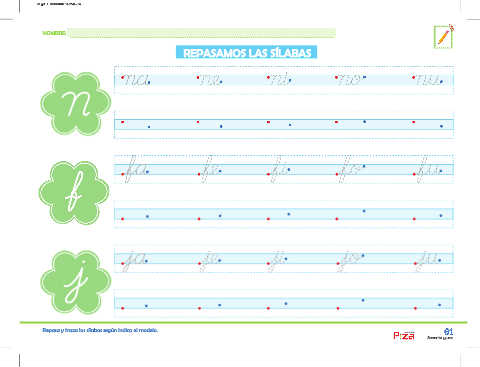 NOMBRE:
REPASAMOS LAS SÍLABAS
n
na ne ni no nu
f
fa fe fi fo fu
j
ja je ji jo ju
Repasa y traza las sílabas según indica el modelo.
61